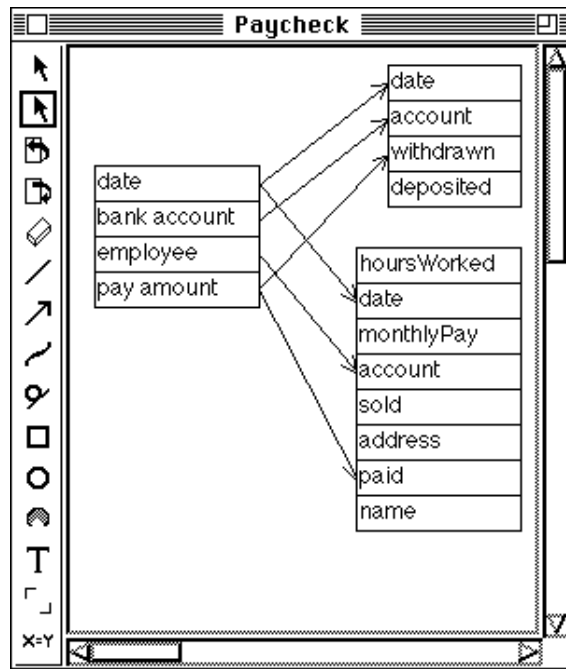 Paycheck
date
bank account
employee
pay amount
date
account
withdrawn
deposited
hoursWorked
date
monthlyPay
account
sold
address
paid
name
T
X=Y